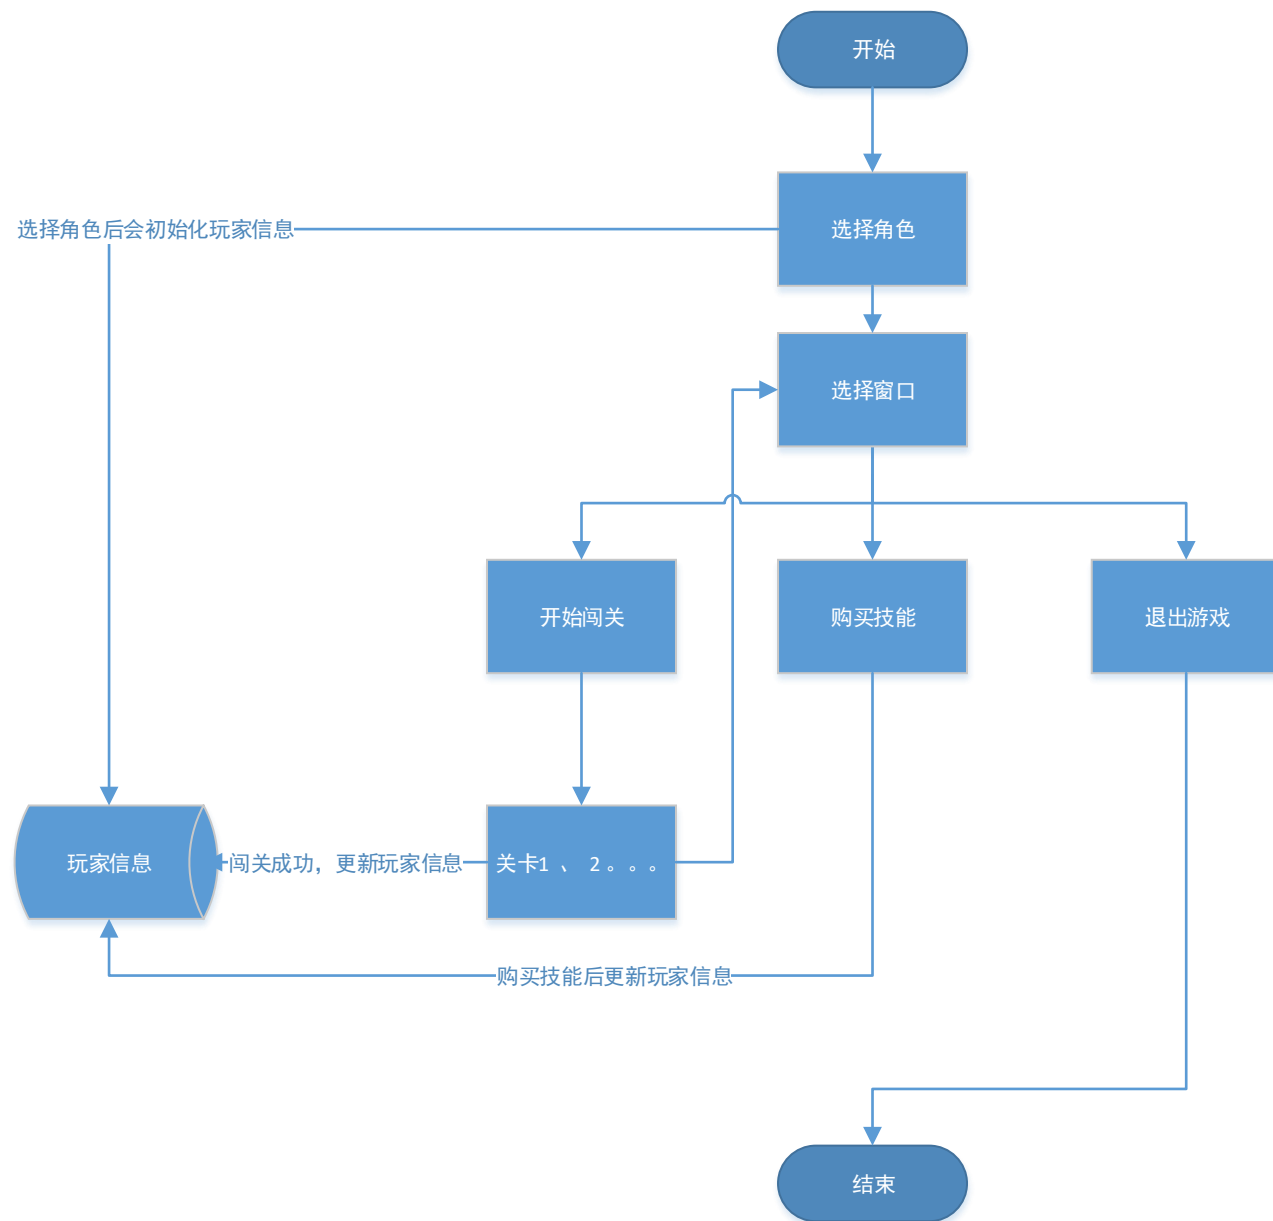 开始
选择角色后会初始化玩家信息
选择角色
选择窗口
开始闯关
购买技能
退出游戏
玩家信息
闯关成功，更新玩家信息
关卡1 、 2 。。。
购买技能后更新玩家信息
结束